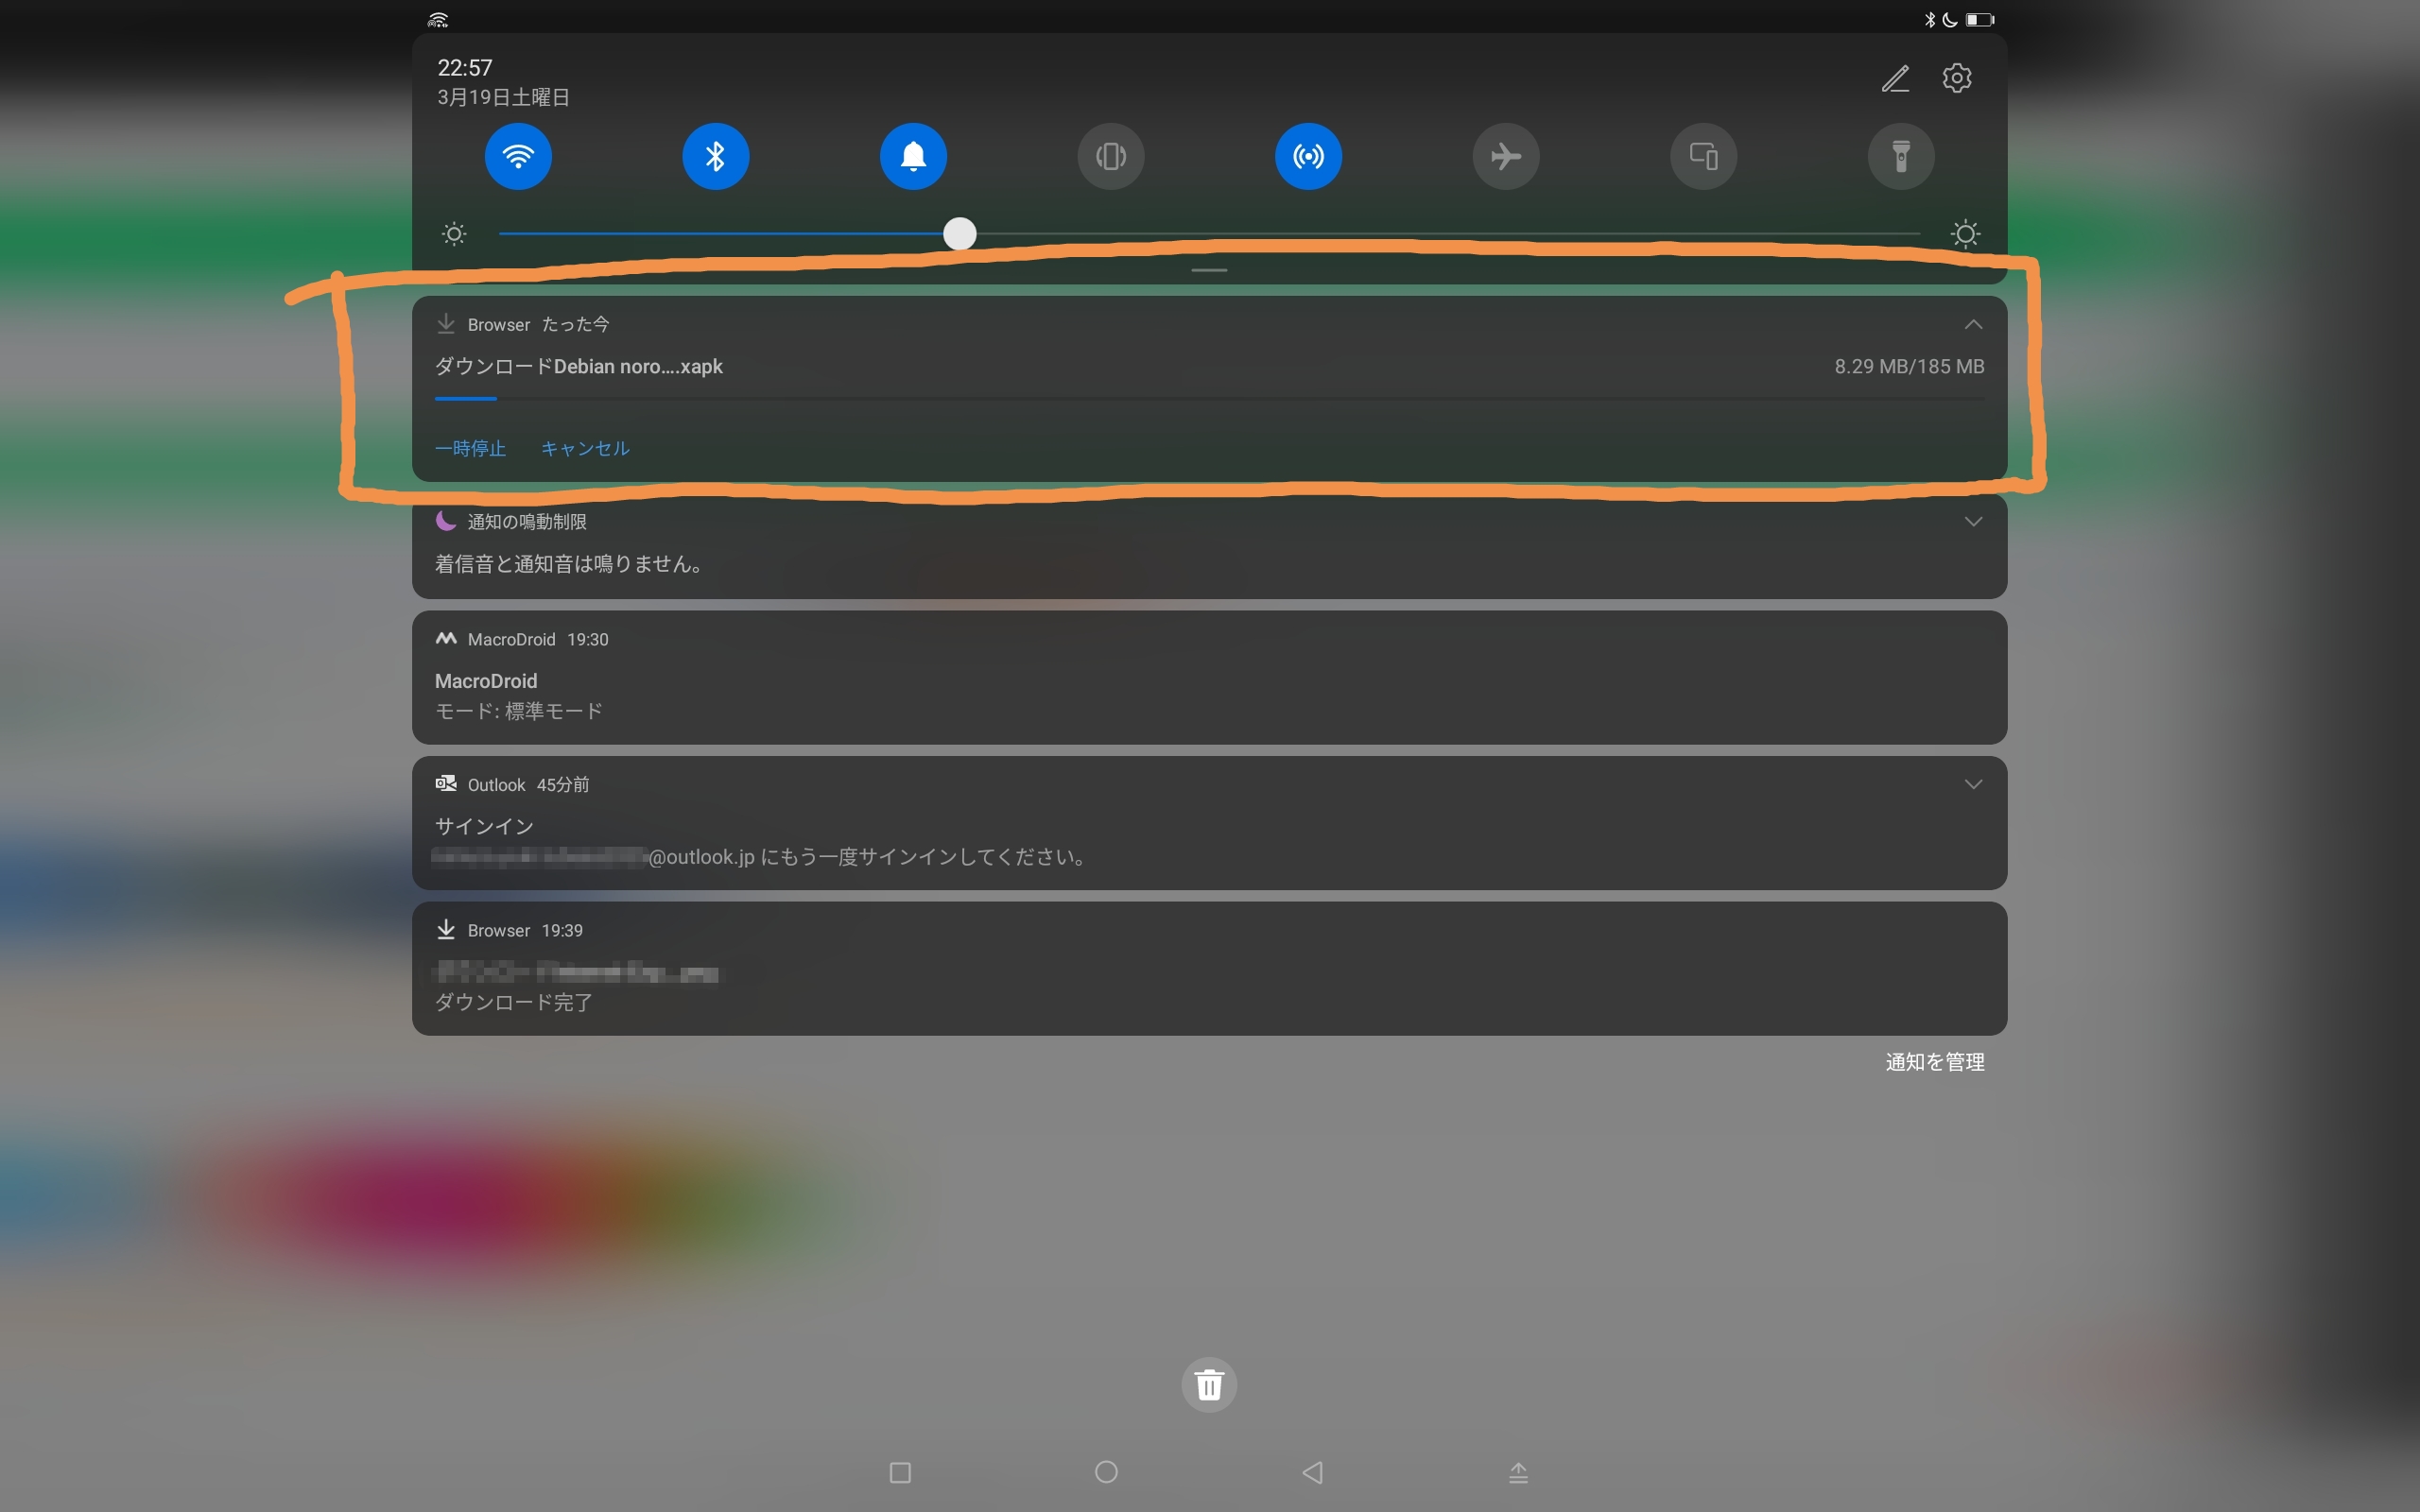 22:57
3月19日土曜日
Browser たった今
ダウンロードDebian noro....xapk 8.29 MB/185 MB
一時停止 キャンセル
通知の鳴動制限
着信音と通知音は鳴りません。
MacroDroid 19:30
MacroDroid
モード: 標準モード
Outlook 45分前
サインイン
@outlook.jp にもう一度サインインしてください。
Browser 19:39
ダウンロード完了
通知を管理